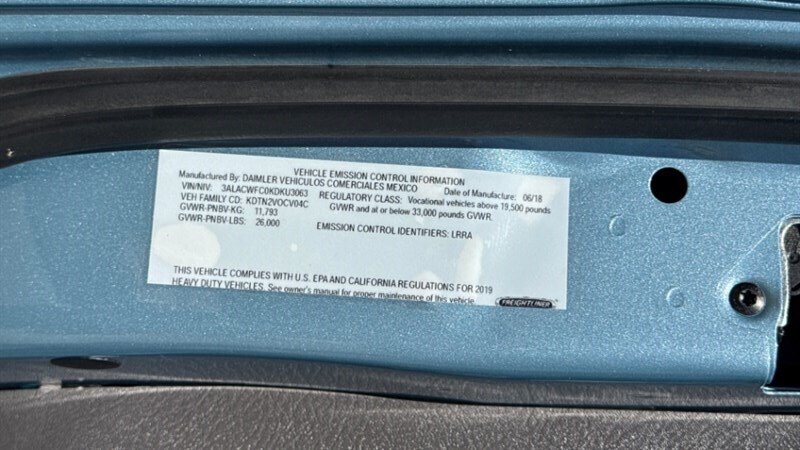 VEHICLE EMISSION CONTROL INFORMATION
Manufactured By: DAIMLER VEHICULOS COMERCIALES MEXICO Date of Manufacture: 06/18
VIN/NIV: 3ALACWFC0KDKU3063 REGULATORY CLASS: Vocational vehicles above 19,500 pounds
VEH FAMILY CD: KDTN2VOCV04C GVWR and at or below 33,000 pounds GVWR.
GVWR-PNBV-KG: 11,793
GVWR-PNBV-LBS: 26,000 EMISSION CONTROL IDENTIFIERS: LRRA
THIS VEHICLE COMPLIES WITH U.S. EPA AND CALIFORNIA REGULATIONS FOR 2019
HEAVY DUTY VEHICLES. See owner's manual for proper maintenance of this vehicle.
FREIGHTLINER